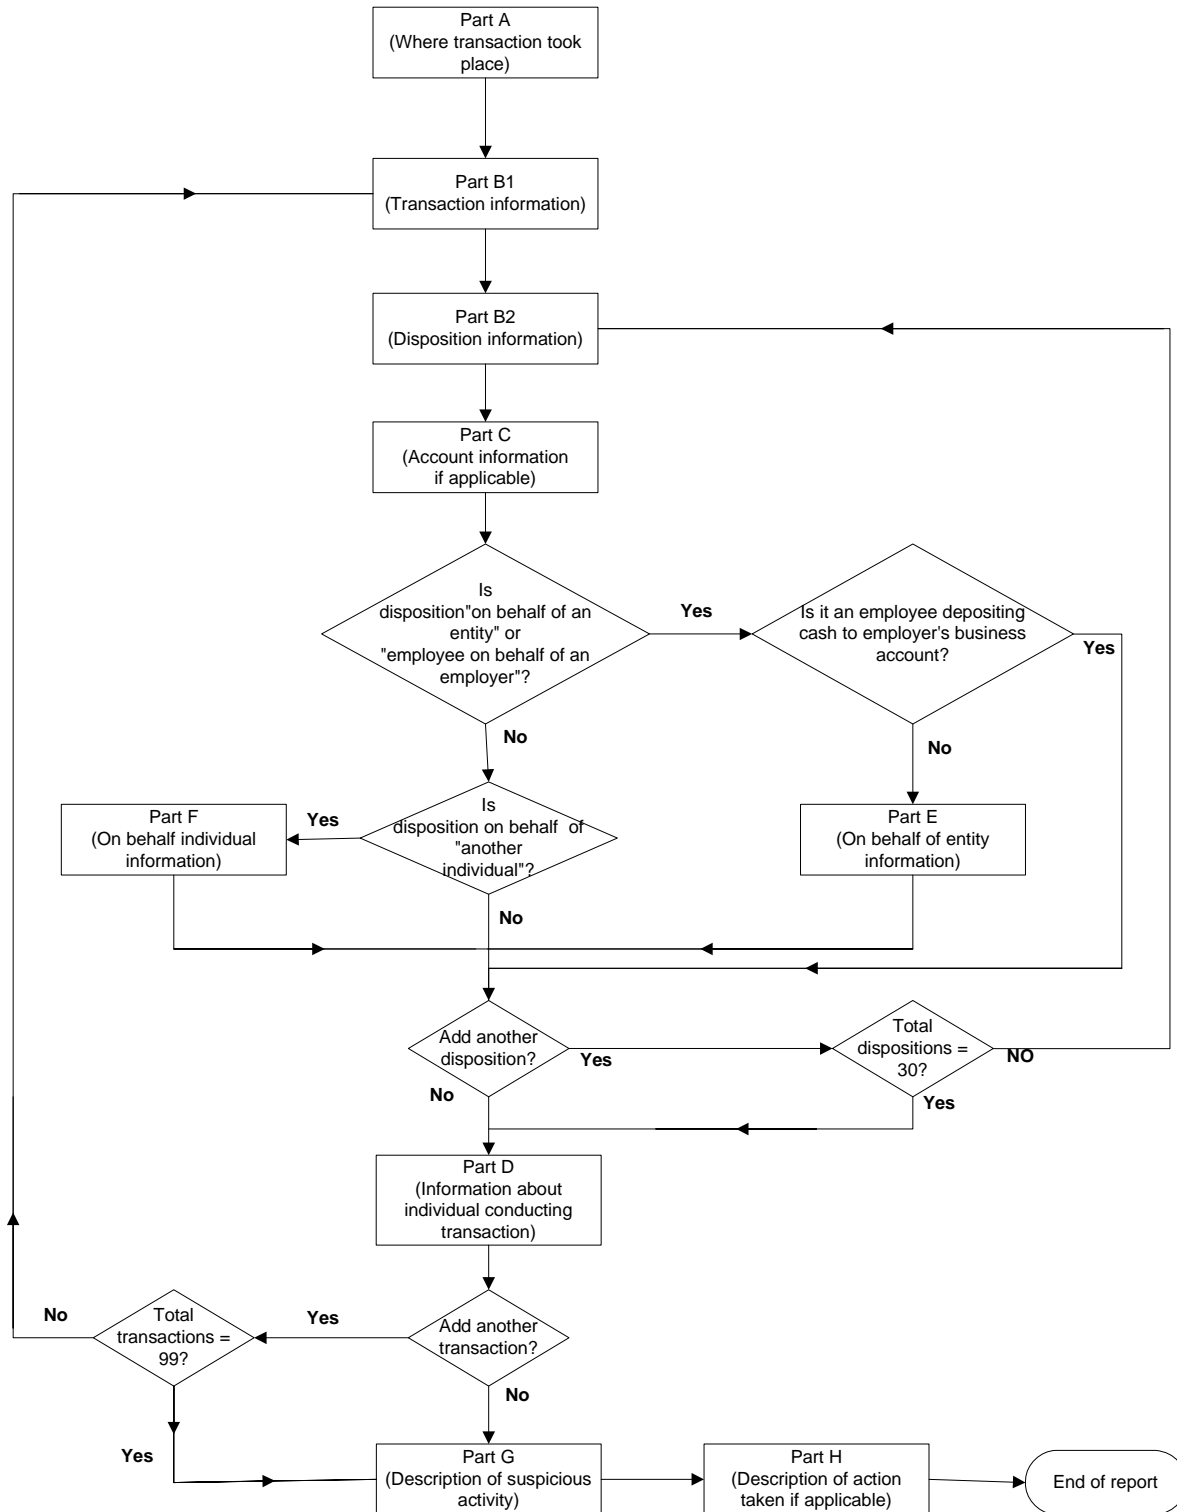 Part A
(Where transaction took
place)
Part B1
(Transaction information)
Part B2
(Disposition information)
Part C
(Account information
if applicable)
Is
disposition"on behalf of an
entity" or
"employee on behalf of an
employer"?
Yes
Is it an employee depositing
cash to employer's business
account?
Yes
No
No
Part F
(On behalf individual
information)
Yes
Is
disposition on behalf of
"another
individual"?
Part E
(On behalf of entity
information)
No
Add another
disposition?
Yes
Total
dispositions =
30?
NO
No
Yes
Part D
(Information about
individual conducting
transaction)
No
Total
transactions =
99?
Yes
Add another
transaction?
No
Yes
Part G
(Description of suspicious
activity)
Part H
(Description of action
taken if applicable)
End of report